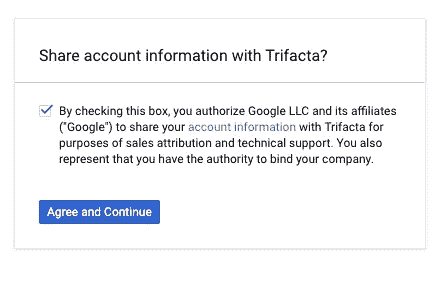 Share account information with Trifacta?
By checking this box, you authorize Google LLC and its affiliates
("Google") to share your account information with Trifacta for
purposes of sales attribution and technical support. You also
represent that you have the authority to bind your company.
Agree and Continue